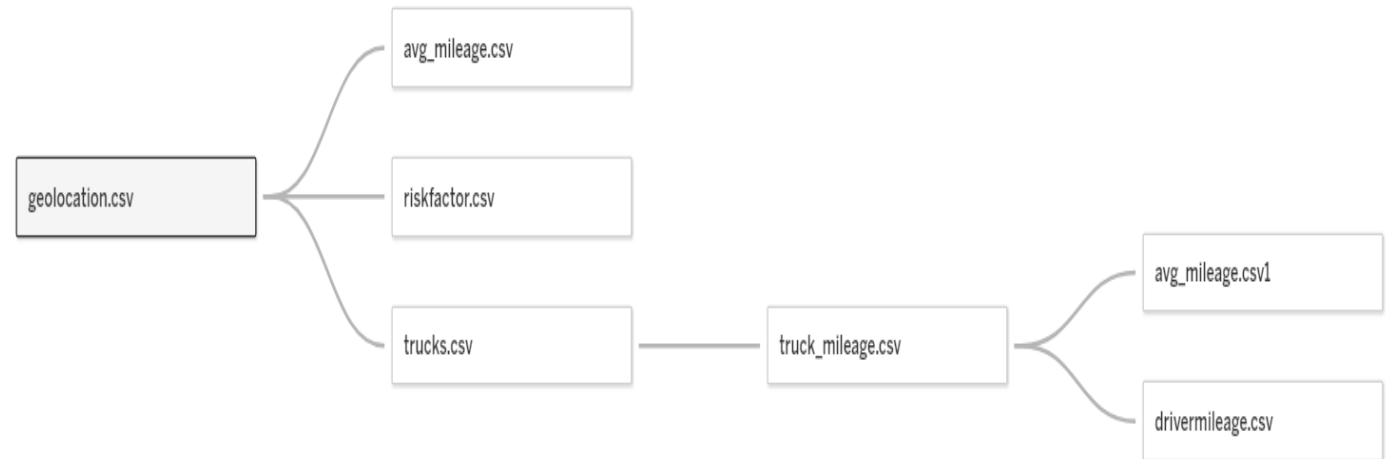 avg_mileage.csv
geolocation.csv
riskfactor.csv
avg_mileage.csv1
trucks.csv
truck_mileage.csv
drivermileage.csv